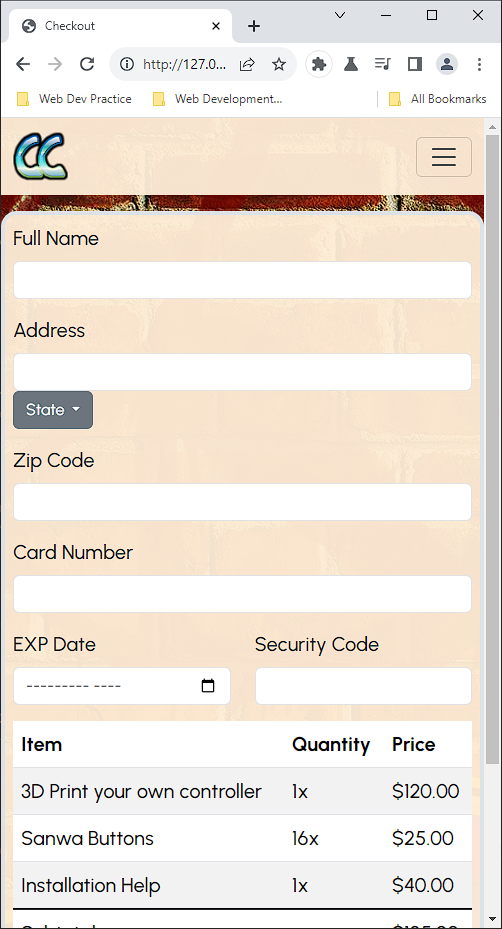 Checkout
http://127.0...
Web Dev Practice Web Development... All Bookmarks
CC
Full Name
Address
State
Zip Code
Card Number
EXP Date Security Code
--------- ----
Item Quantity Price
3D Print your own controller 1x $120.00
Sanwa Buttons 16x $25.00
Installation Help 1x $40.00